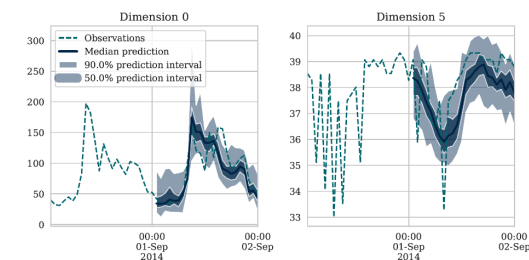 Dimension 0
Observations
Median prediction
90.0% prediction interval
50.0% prediction interval
300
250
200
150
100
50
0
00:00
01-Sep
2014
00:00
02-Sep
Dimension 5
40
39
38
37
36
35
34
33
00:00
01-Sep
2014
00:00
02-Sep